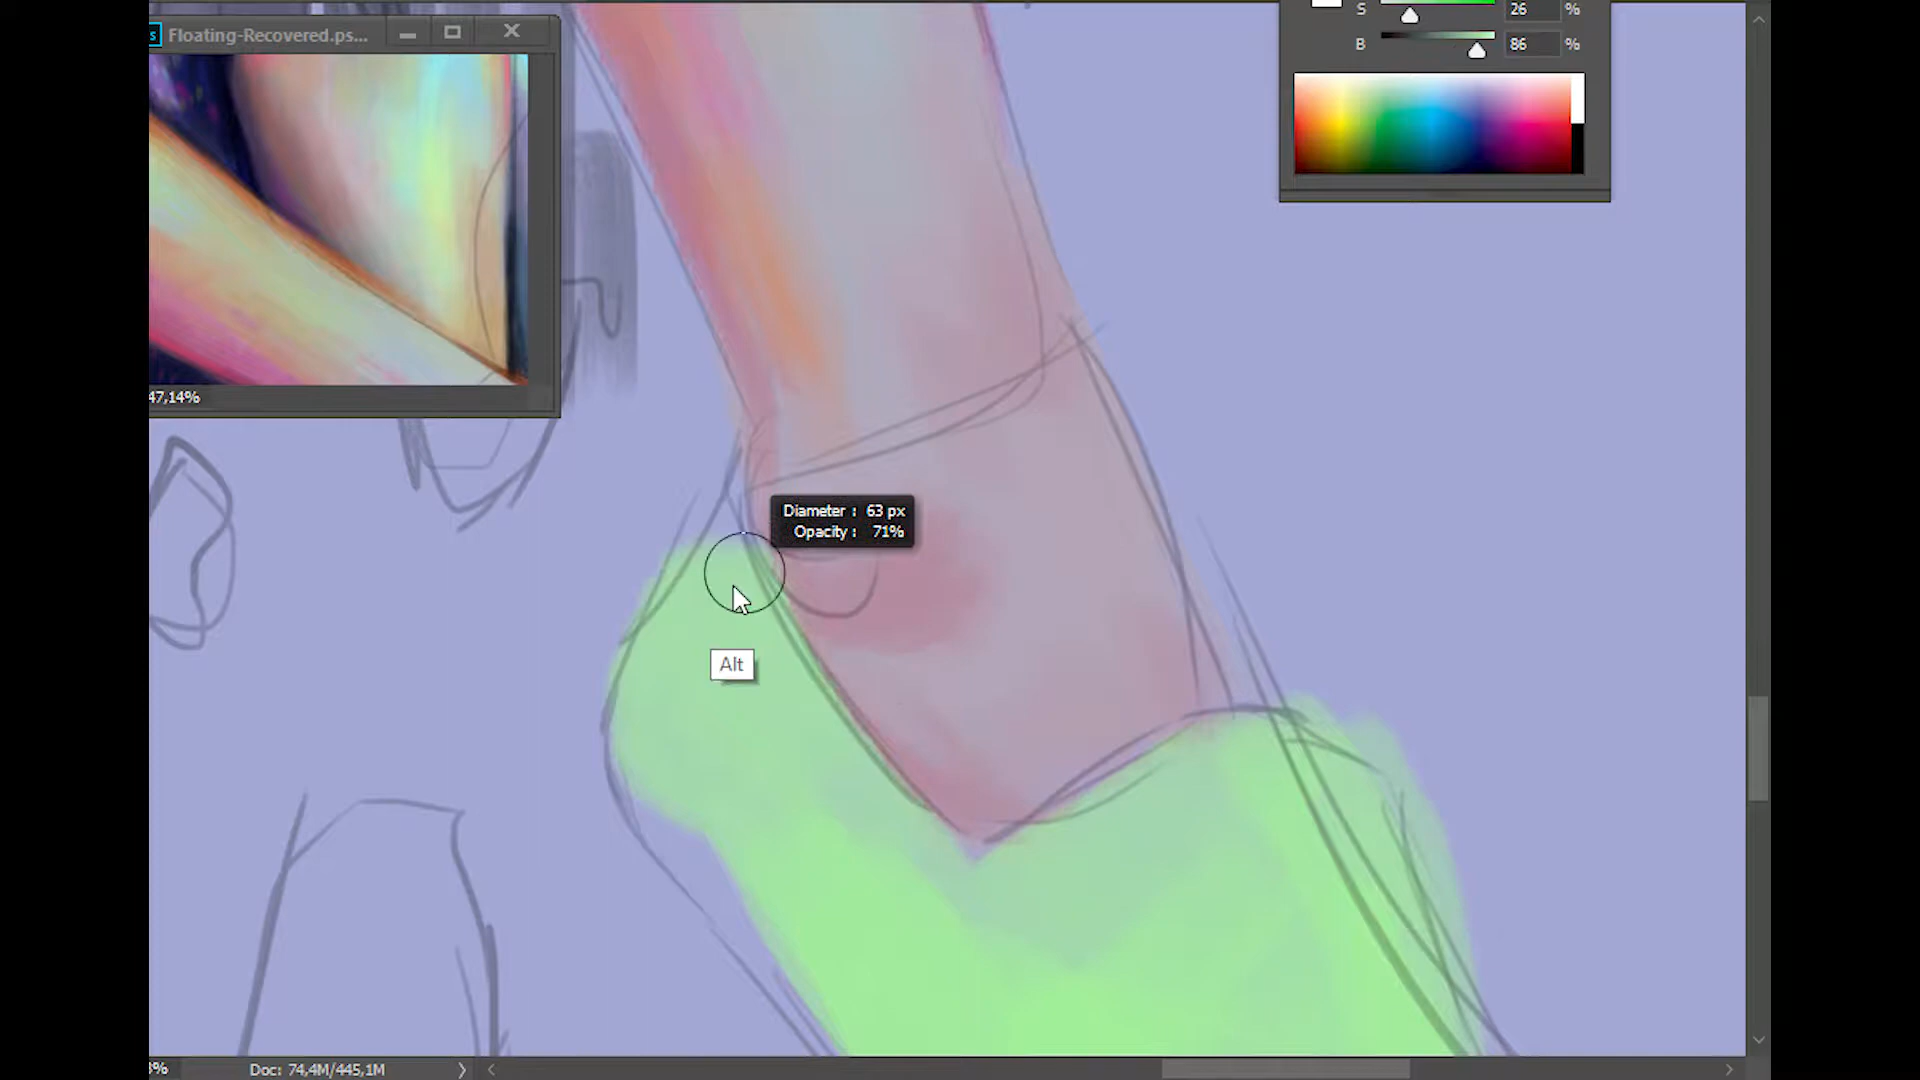 Floating-Recovered.ps...
S 26 %
B 86 %
47,14%
Diameter : 63 px
Opacity : 71%
Alt
Doc: 74,4M/445,1M